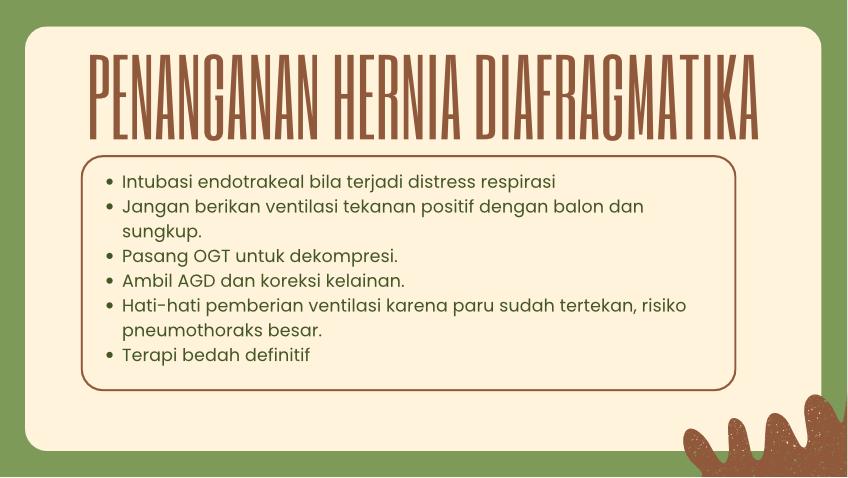 PENANGANAN HERNIA DIAFRAGMATIKA
• Intubasi endotrakeal bila terjadi distress respirasi
• Jangan berikan ventilasi tekanan positif dengan balon dan
sungkup.
• Pasang OGT untuk dekompresi.
• Ambil AGD dan koreksi kelainan.
• Hati-hati pemberian ventilasi karena paru sudah tertekan, risiko
pneumothoraks besar.
• Terapi bedah definitif